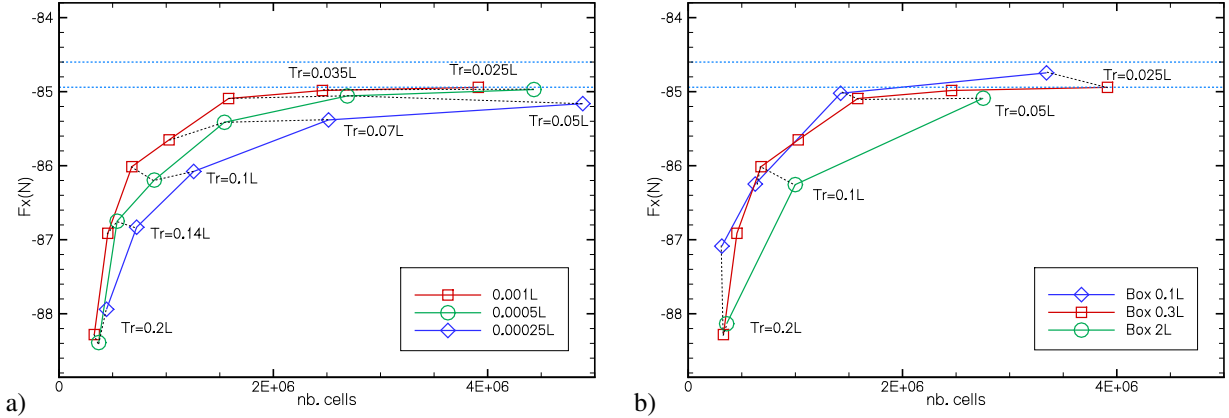 -84
-85
-86
-87
-88
Fx(N)
0
2E+06
4E+06
nb. cells
Tr=0.035L
Tr=0.025L
Tr=0.05L
Tr=0.07L
Tr=0.1L
Tr=0.14L
Tr=0.2L
0.001L
0.0005L
0.00025L
a)
-84
-85
-86
-87
-88
Fx(N)
0
2E+06
4E+06
nb. cells
Tr=0.025L
Tr=0.05L
Tr=0.1L
Tr=0.2L
Box 0.1L
Box 0.3L
Box 2L
b)